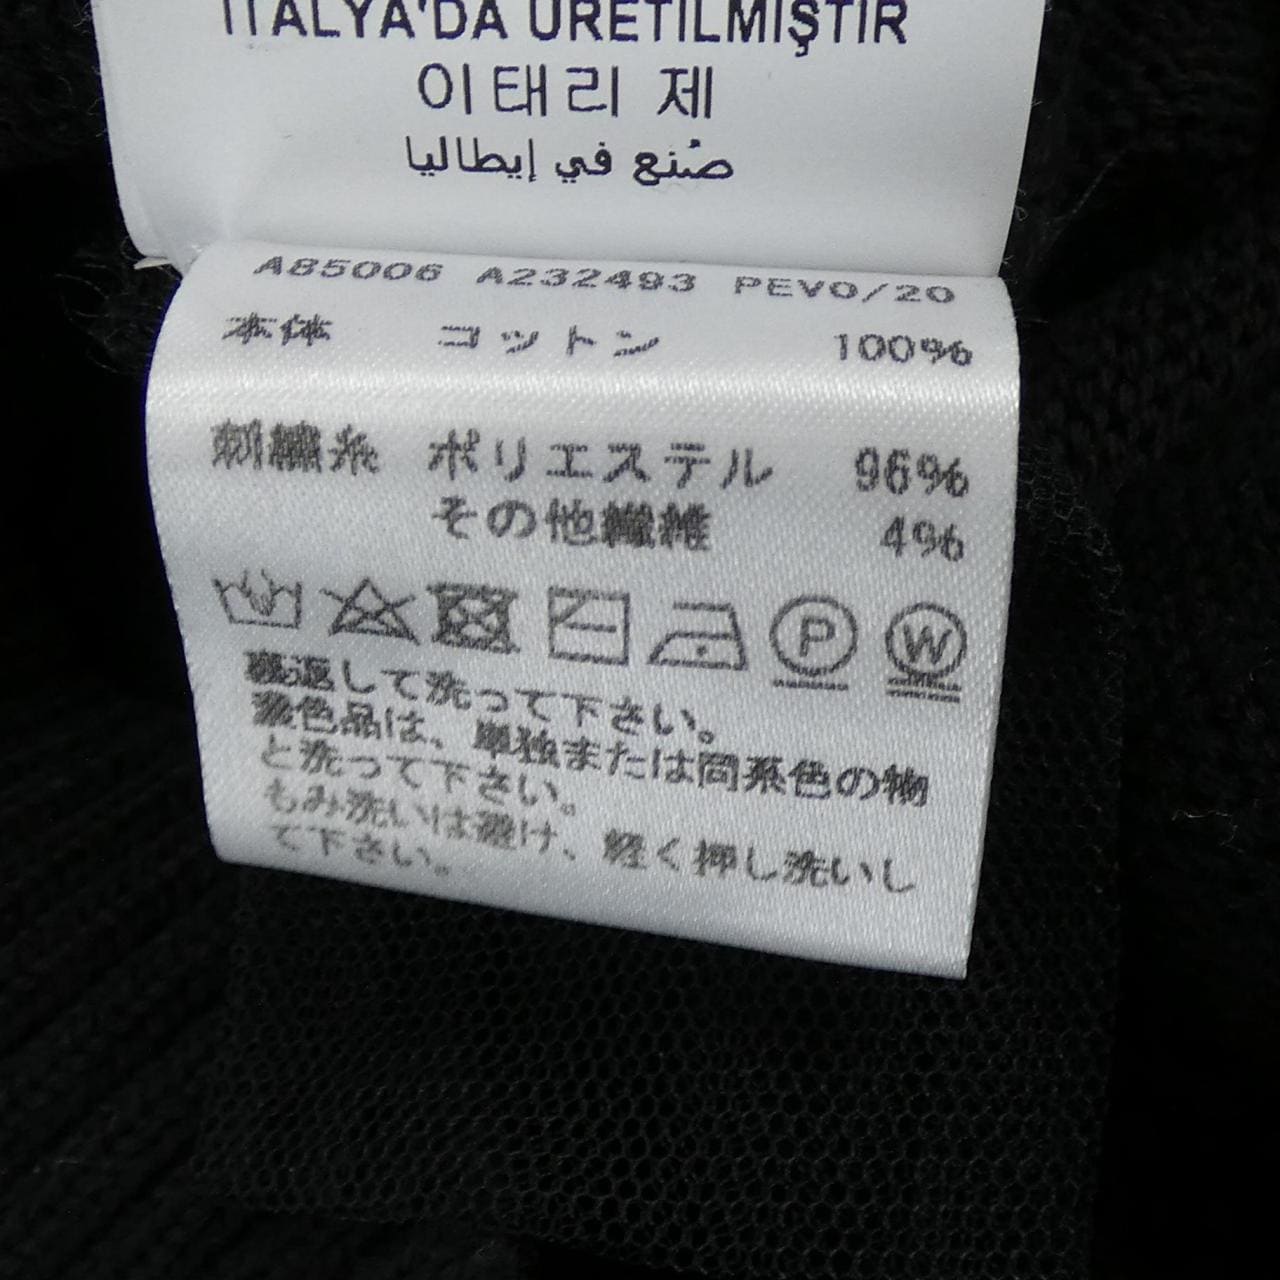 İTALYA'DA ÜRETİLMİŞTİR
이태리 제
صُنع في إيطاليا
A85006 A232493 PEV0/20
本体 コットン 100%
刺繍糸 ポリエステル 96%
その他繊維 4%
P W
裏返して洗って下さい。
濃色品は、単独または同系色の物
と洗って下さい。
もみ洗いは避け、軽く押し洗いし
て下さい。